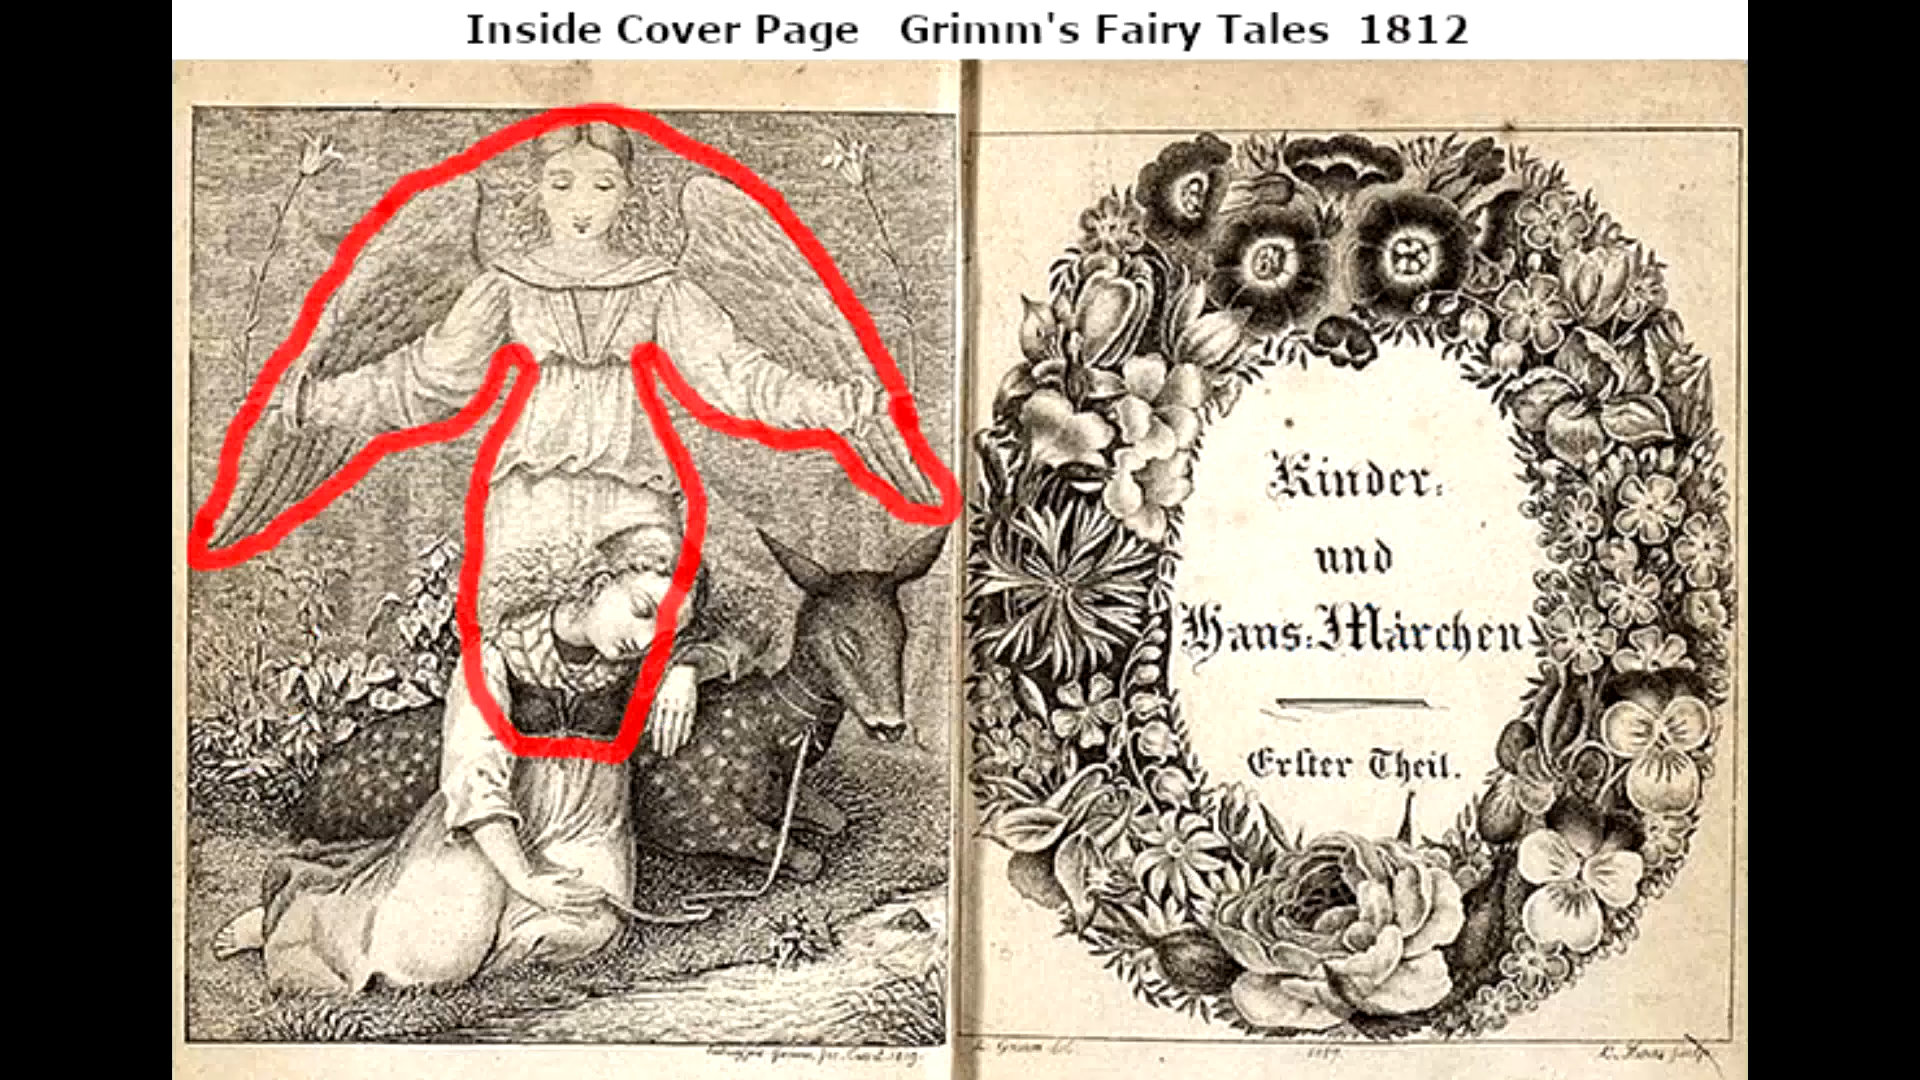 Inside Cover Page   Grimm's Fairy Tales  1812
Kinder-
und
Haus-Märchen
Erster Theil.